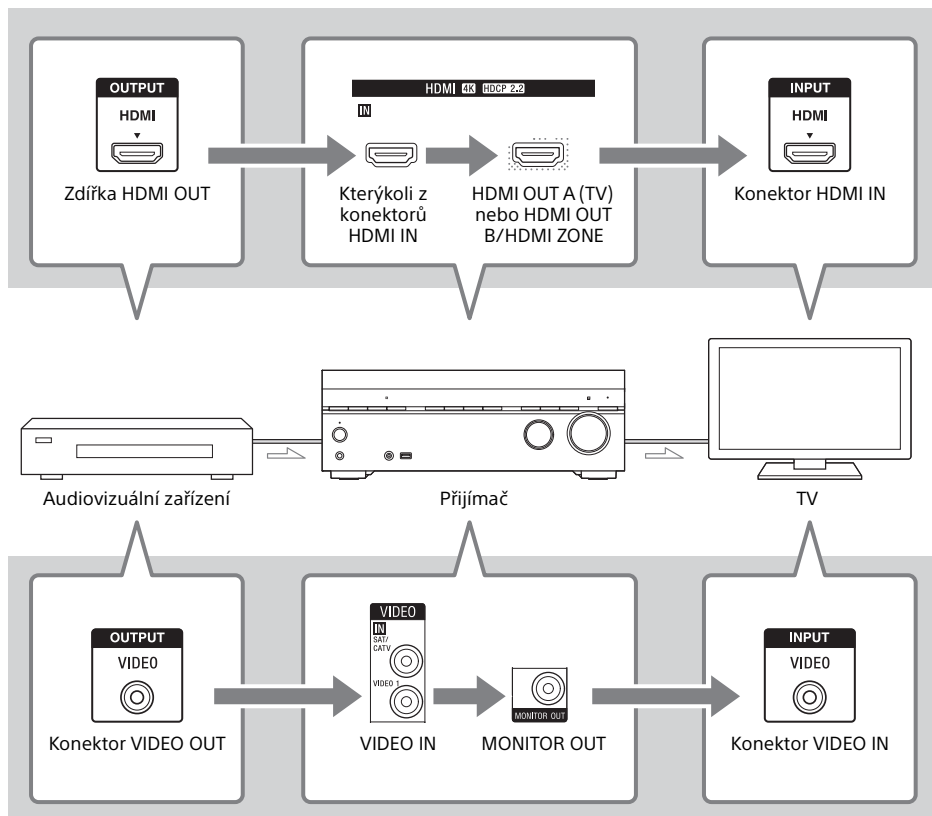 OUTPUT
HDMI
Zdířka HDMI OUT
HDMI 4K HDCP 2.2
IN
Kterýkoli z
konektorů
HDMI IN
HDMI OUT A (TV)
nebo HDMI OUT
B/HDMI ZONE
INPUT
HDMI
Konektor HDMI IN
Audiovizuální zařízení
Přijímač
TV
OUTPUT
VIDEO
Konektor VIDEO OUT
VIDEO
IN
SAT/
CATV
VIDEO 1
VIDEO IN
MONITOR OUT
MONITOR OUT
INPUT
VIDEO
Konektor VIDEO IN